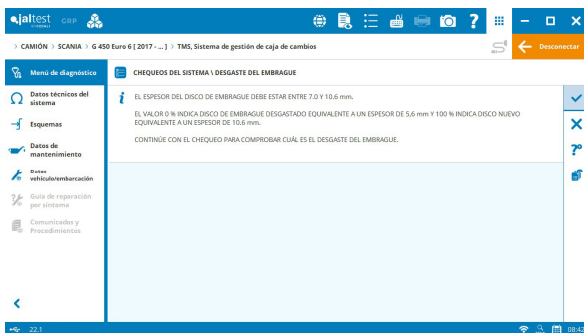 jaltest GRP
> CAMIÓN > SCANIA > G 450 Euro 6 [ 2017 - ... ] > TMS, Sistema de gestión de caja de cambios
Desconectar
Menú de diagnóstico
CHEQUEOS DEL SISTEMA \ DESGASTE DEL EMBRAGUE
Datos técnicos del
sistema
EL ESPESOR DEL DISCO DE EMBRAGUE DEBE ESTAR ENTRE 7.0 Y 10.6 mm.
EL VALOR 0 % INDICA DISCO DE EMBRAGUE DESGASTADO EQUIVALENTE A UN ESPESOR DE 5,6 mm Y 100 % INDICA DISCO NUEVO
EQUIVALENTE A UN ESPESOR DE 10.6 mm.
CONTINÚE CON EL CHEQUEO PARA COMPROBAR CUÁL ES EL DESGASTE DEL EMBRAGUE.
Esquemas
Datos de
mantenimiento
Datos
vehículo/embarcación
Guía de reparación
por síntoma
Comunicados y
Procedimientos
22.1
08:42